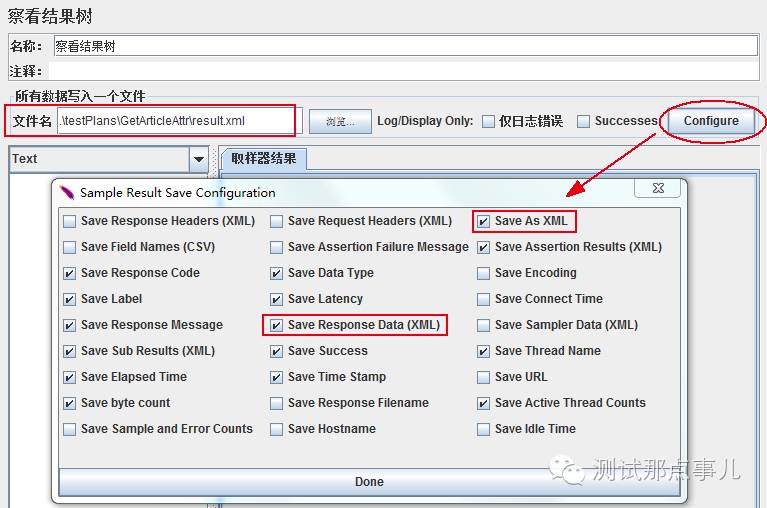 察看结果树
名称： 察看结果树
注释：
所有数据写入一个文件
文件名 .\testPlans\GetArticleAttr\result.xml 浏览... Log/Display Only: 仅日志错误 Successes Configure
Text 取样器结果
Sample Result Save Configuration
Save Response Headers (XML) Save Request Headers (XML) Save As XML
Save Field Names (CSV) Save Assertion Failure Message Save Assertion Results (XML)
Save Response Code Save Data Type Save Encoding
Save Label Save Latency Save Connect Time
Save Response Message Save Response Data (XML) Save Sampler Data (XML)
Save Sub Results (XML) Save Success Save Thread Name
Save Elapsed Time Save Time Stamp Save URL
Save byte count Save Response Filename Save Active Thread Counts
Save Sample and Error Counts Save Hostname Save Idle Time
测试那点事儿
Done